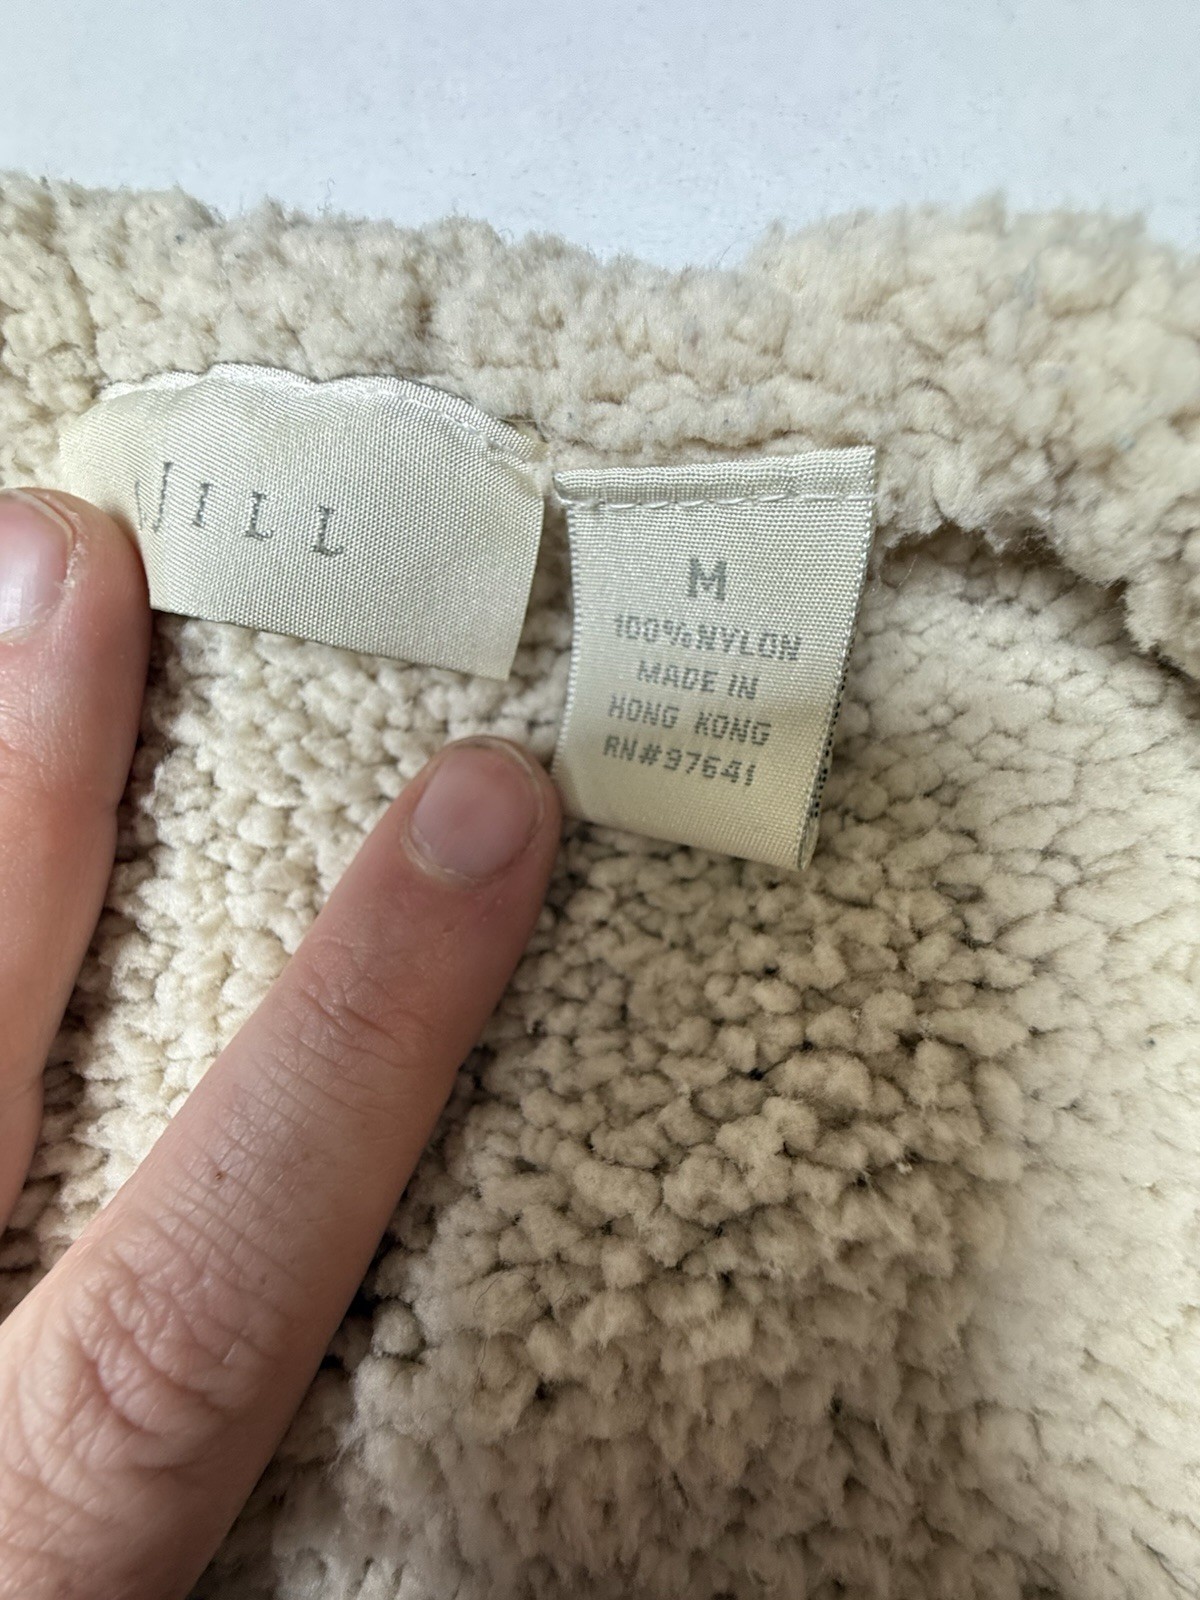 JILL
M
100% NYLON
MADE IN
HONG KONG
RN#97641